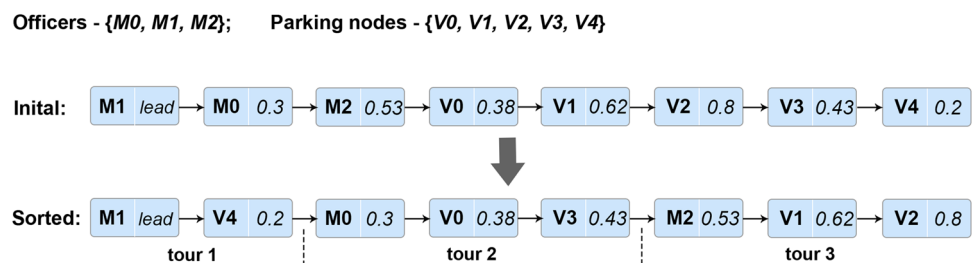 Officers - {M0, M1, M2}; Parking nodes - {V0, V1, V2, V3, V4}
Inital: M1 lead M0 0.3 M2 0.53 V0 0.38 V1 0.62 V2 0.8 V3 0.43 V4 0.2
Sorted: M1 lead V4 0.2 M0 0.3 V0 0.38 V3 0.43 M2 0.53 V1 0.62 V2 0.8
tour 1 tour 2 tour 3